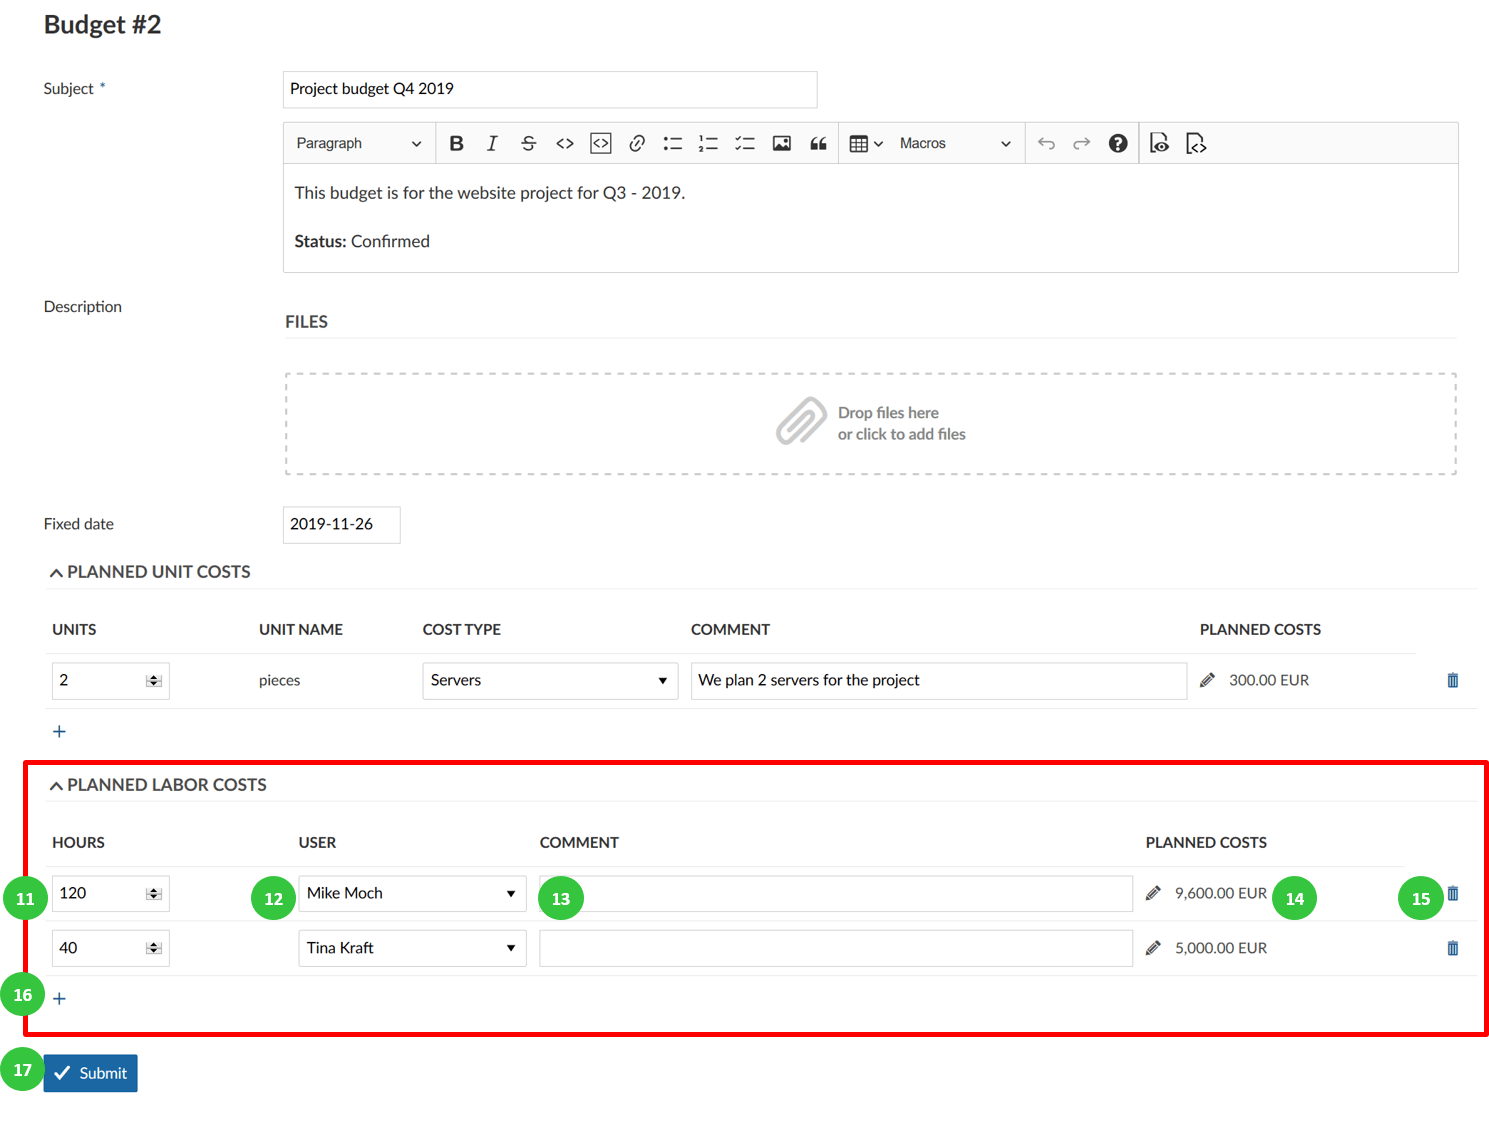 Budget #2
Subject *
Project budget Q4 2019
Paragraph
Macros
This budget is for the website project for Q3 - 2019.
Status: Confirmed
Description
FILES
Drop files here
or click to add files
Fixed date
2019-11-26
PLANNED UNIT COSTS
UNITS UNIT NAME COST TYPE COMMENT PLANNED COSTS
2 pieces Servers We plan 2 servers for the project 300.00 EUR
+
PLANNED LABOR COSTS
HOURS USER COMMENT PLANNED COSTS
11 120 12 Mike Moch 13 9,600.00 EUR 14 15
40 Tina Kraft 5,000.00 EUR
16 +
17 Submit